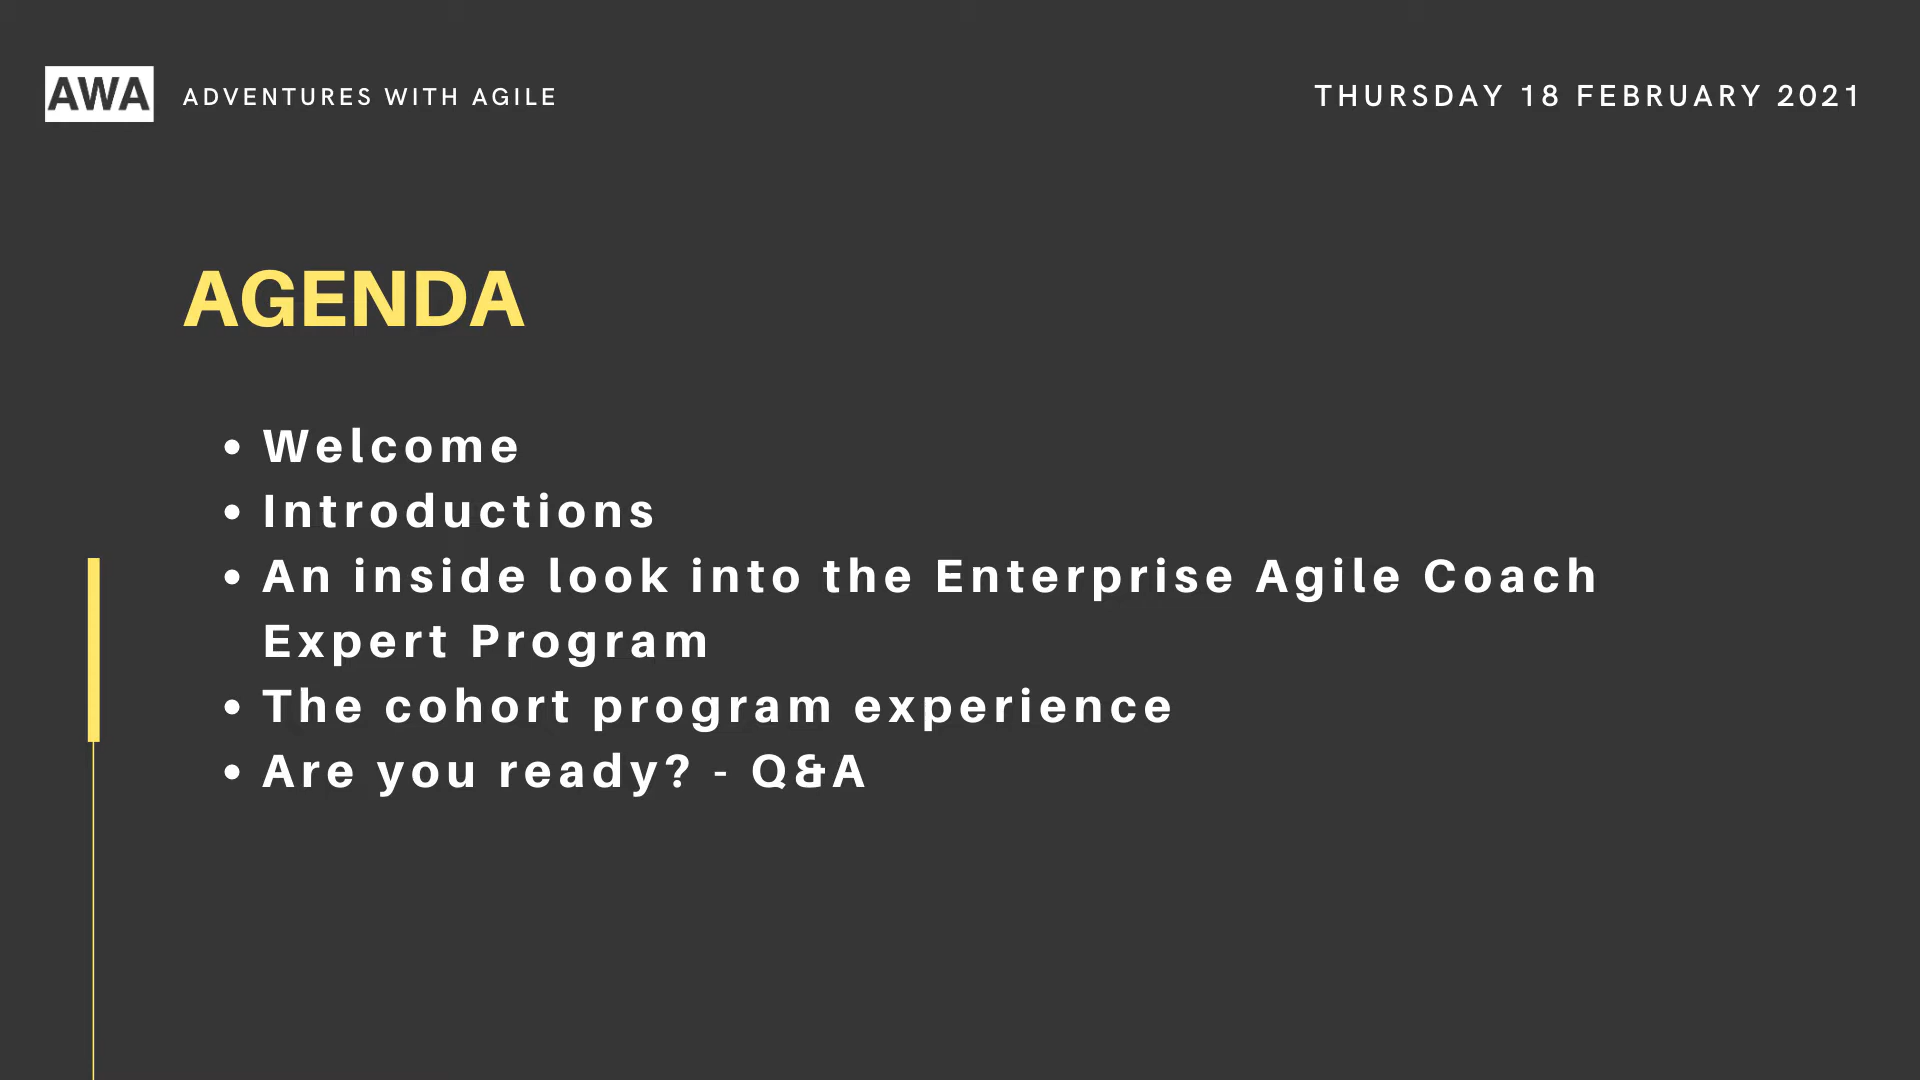 AWA ADVENTURES WITH AGILE
THURSDAY 18 FEBRUARY 2021
AGENDA
• Welcome
• Introductions
• An inside look into the Enterprise Agile Coach
Expert Program
• The cohort program experience
• Are you ready? - Q&A